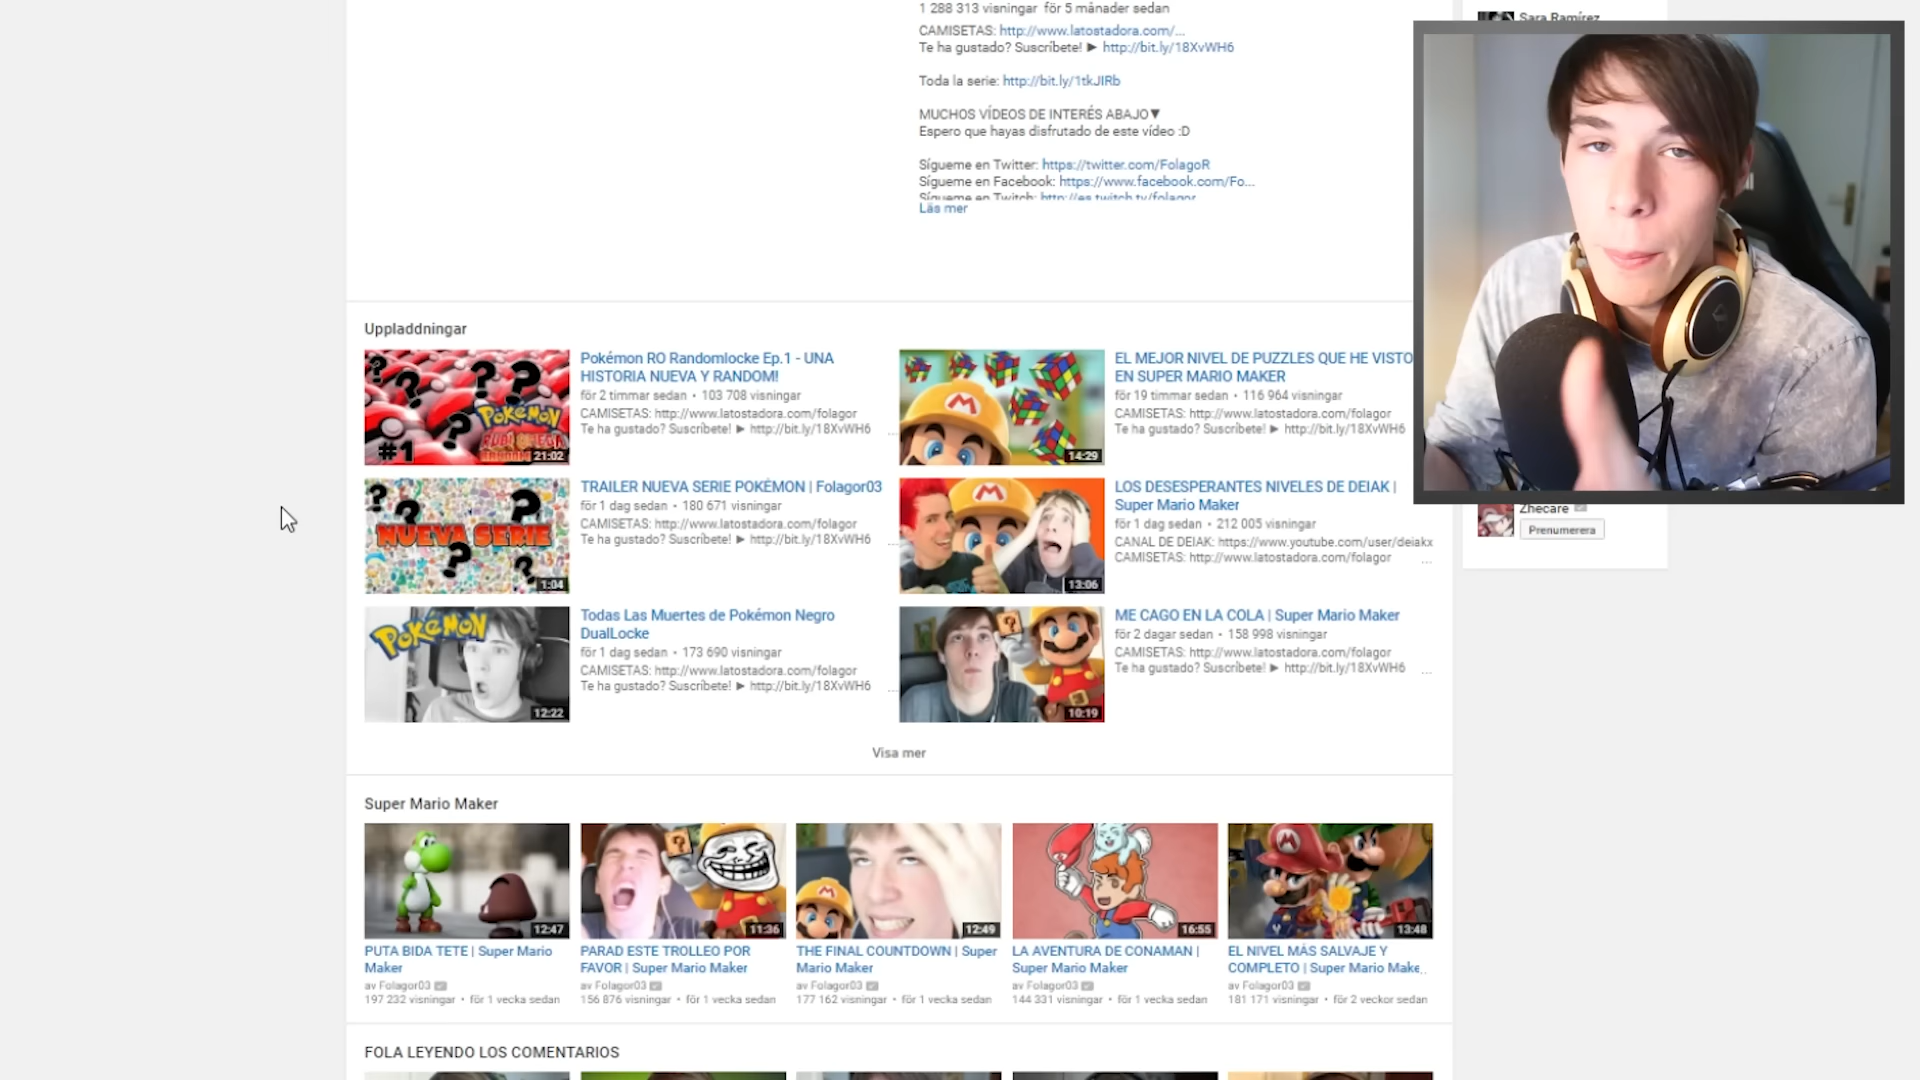 1 288 313 visningar för 5 månader sedan
CAMISETAS: http://www.latostadora.com/...
Te ha gustado? Suscríbete! ► http://bit.ly/18XvWH6
Toda la serie: http://bit.ly/1tkJIRb
MUCHOS VÍDEOS DE INTERÉS ABAJO▼
Espero que hayas disfrutado de este vídeo :D
Sígueme en Twitter: https://twitter.com/FolagoR
Sígueme en Facebook: https://www.facebook.com/Fo...
Sígueme en Twitch: http://es.twitch.tv/folagor
Läs mer
Sara Ramírez
Zhecare
Prenumerera
Uppladdningar
POKéMON
#1
21:02
Pokémon RO Randomlocke Ep.1 - UNA
HISTORIA NUEVA Y RANDOM!
för 2 timmar sedan • 103 708 visningar
CAMISETAS: http://www.latostadora.com/folagor
Te ha gustado? Suscríbete! ► http://bit.ly/18XvWH6 ...
14:29
EL MEJOR NIVEL DE PUZZLES QUE HE VISTO
EN SUPER MARIO MAKER
för 19 timmar sedan • 116 964 visningar
CAMISETAS: http://www.latostadora.com/folagor
Te ha gustado? Suscríbete! ► http://bit.ly/18XvWH6
NUEVA SERIE
1:04
TRAILER NUEVA SERIE POKÉMON | Folagor03
för 1 dag sedan • 180 671 visningar
CAMISETAS: http://www.latostadora.com/folagor
Te ha gustado? Suscríbete! ► http://bit.ly/18XvWH6 ...
13:06
LOS DESESPERANTES NIVELES DE DEIAK |
Super Mario Maker
för 1 dag sedan • 212 005 visningar
CANAL DE DEIAK: https://www.youtube.com/user/deiakx
CAMISETAS: http://www.latostadora.com/folagor ...
POKéMON
12:22
Todas Las Muertes de Pokémon Negro
DualLocke
för 1 dag sedan • 173 690 visningar
CAMISETAS: http://www.latostadora.com/folagor
Te ha gustado? Suscríbete! ► http://bit.ly/18XvWH6 ...
10:19
ME CAGO EN LA COLA | Super Mario Maker
för 2 dagar sedan • 158 998 visningar
CAMISETAS: http://www.latostadora.com/folagor
Te ha gustado? Suscríbete! ► http://bit.ly/18XvWH6 ...
Visa mer
Super Mario Maker
12:47
PUTA BIDA TETE | Super Mario
Maker
av Folagor03
197 232 visningar • för 1 vecka sedan
11:36
PARAD ESTE TROLLEO POR
FAVOR | Super Mario Maker
av Folagor03
156 876 visningar • för 1 vecka sedan
12:49
THE FINAL COUNTDOWN | Super
Mario Maker
av Folagor03
177 162 visningar • för 1 vecka sedan
16:55
LA AVENTURA DE CONAMAN |
Super Mario Maker
av Folagor03
144 331 visningar • för 1 vecka sedan
13:48
EL NIVEL MÁS SALVAJE Y
COMPLETO | Super Mario Make...
av Folagor03
181 171 visningar • för 2 veckor sedan
FOLA LEYENDO LOS COMENTARIOS